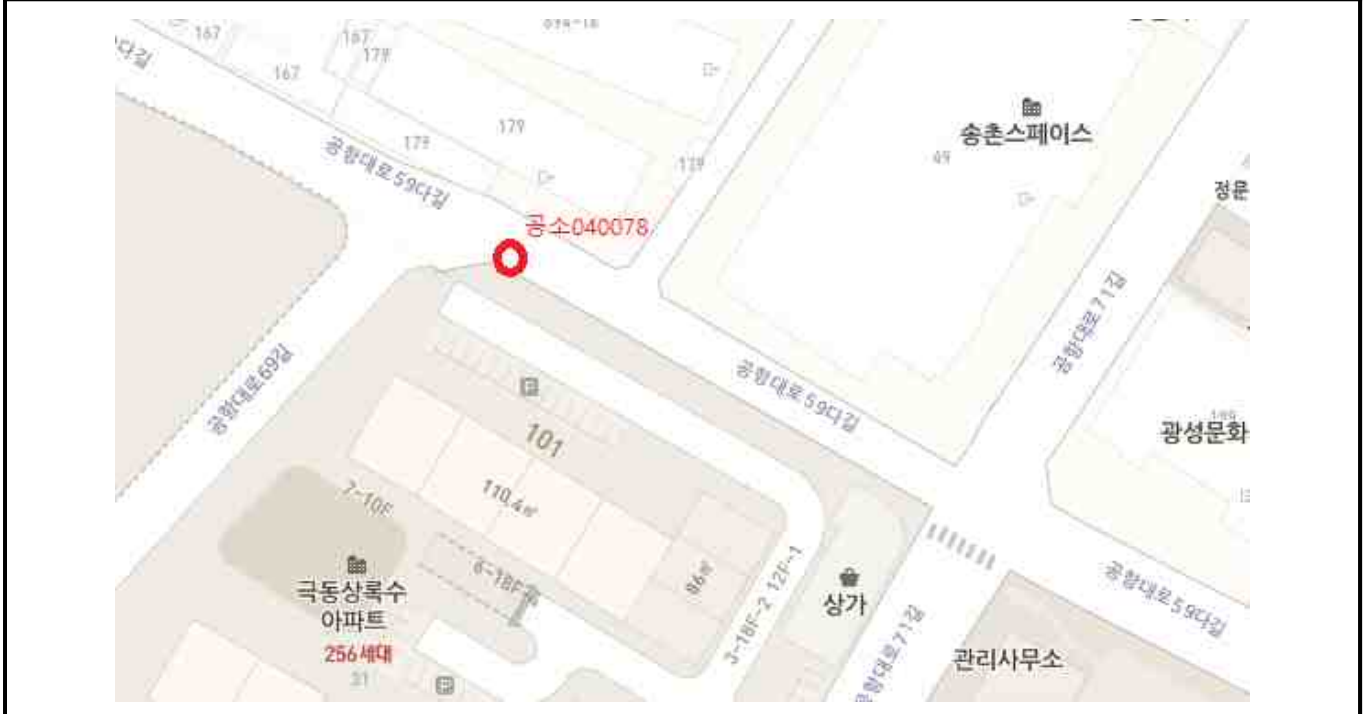 167
167
179
167
다길
179
179
179
공항대로59다길
공소040078
송촌스페이스
49
정문
공항대로71길
공항대로59다길
공항대로69길
P
101
110.4㎡
7-10F
6-18F
86㎡
3-18F-2 12F-1
광성문화
극동상록수
아파트
256세대
31
P
상가
공항대로71길
관리사무소
공항대로59다길